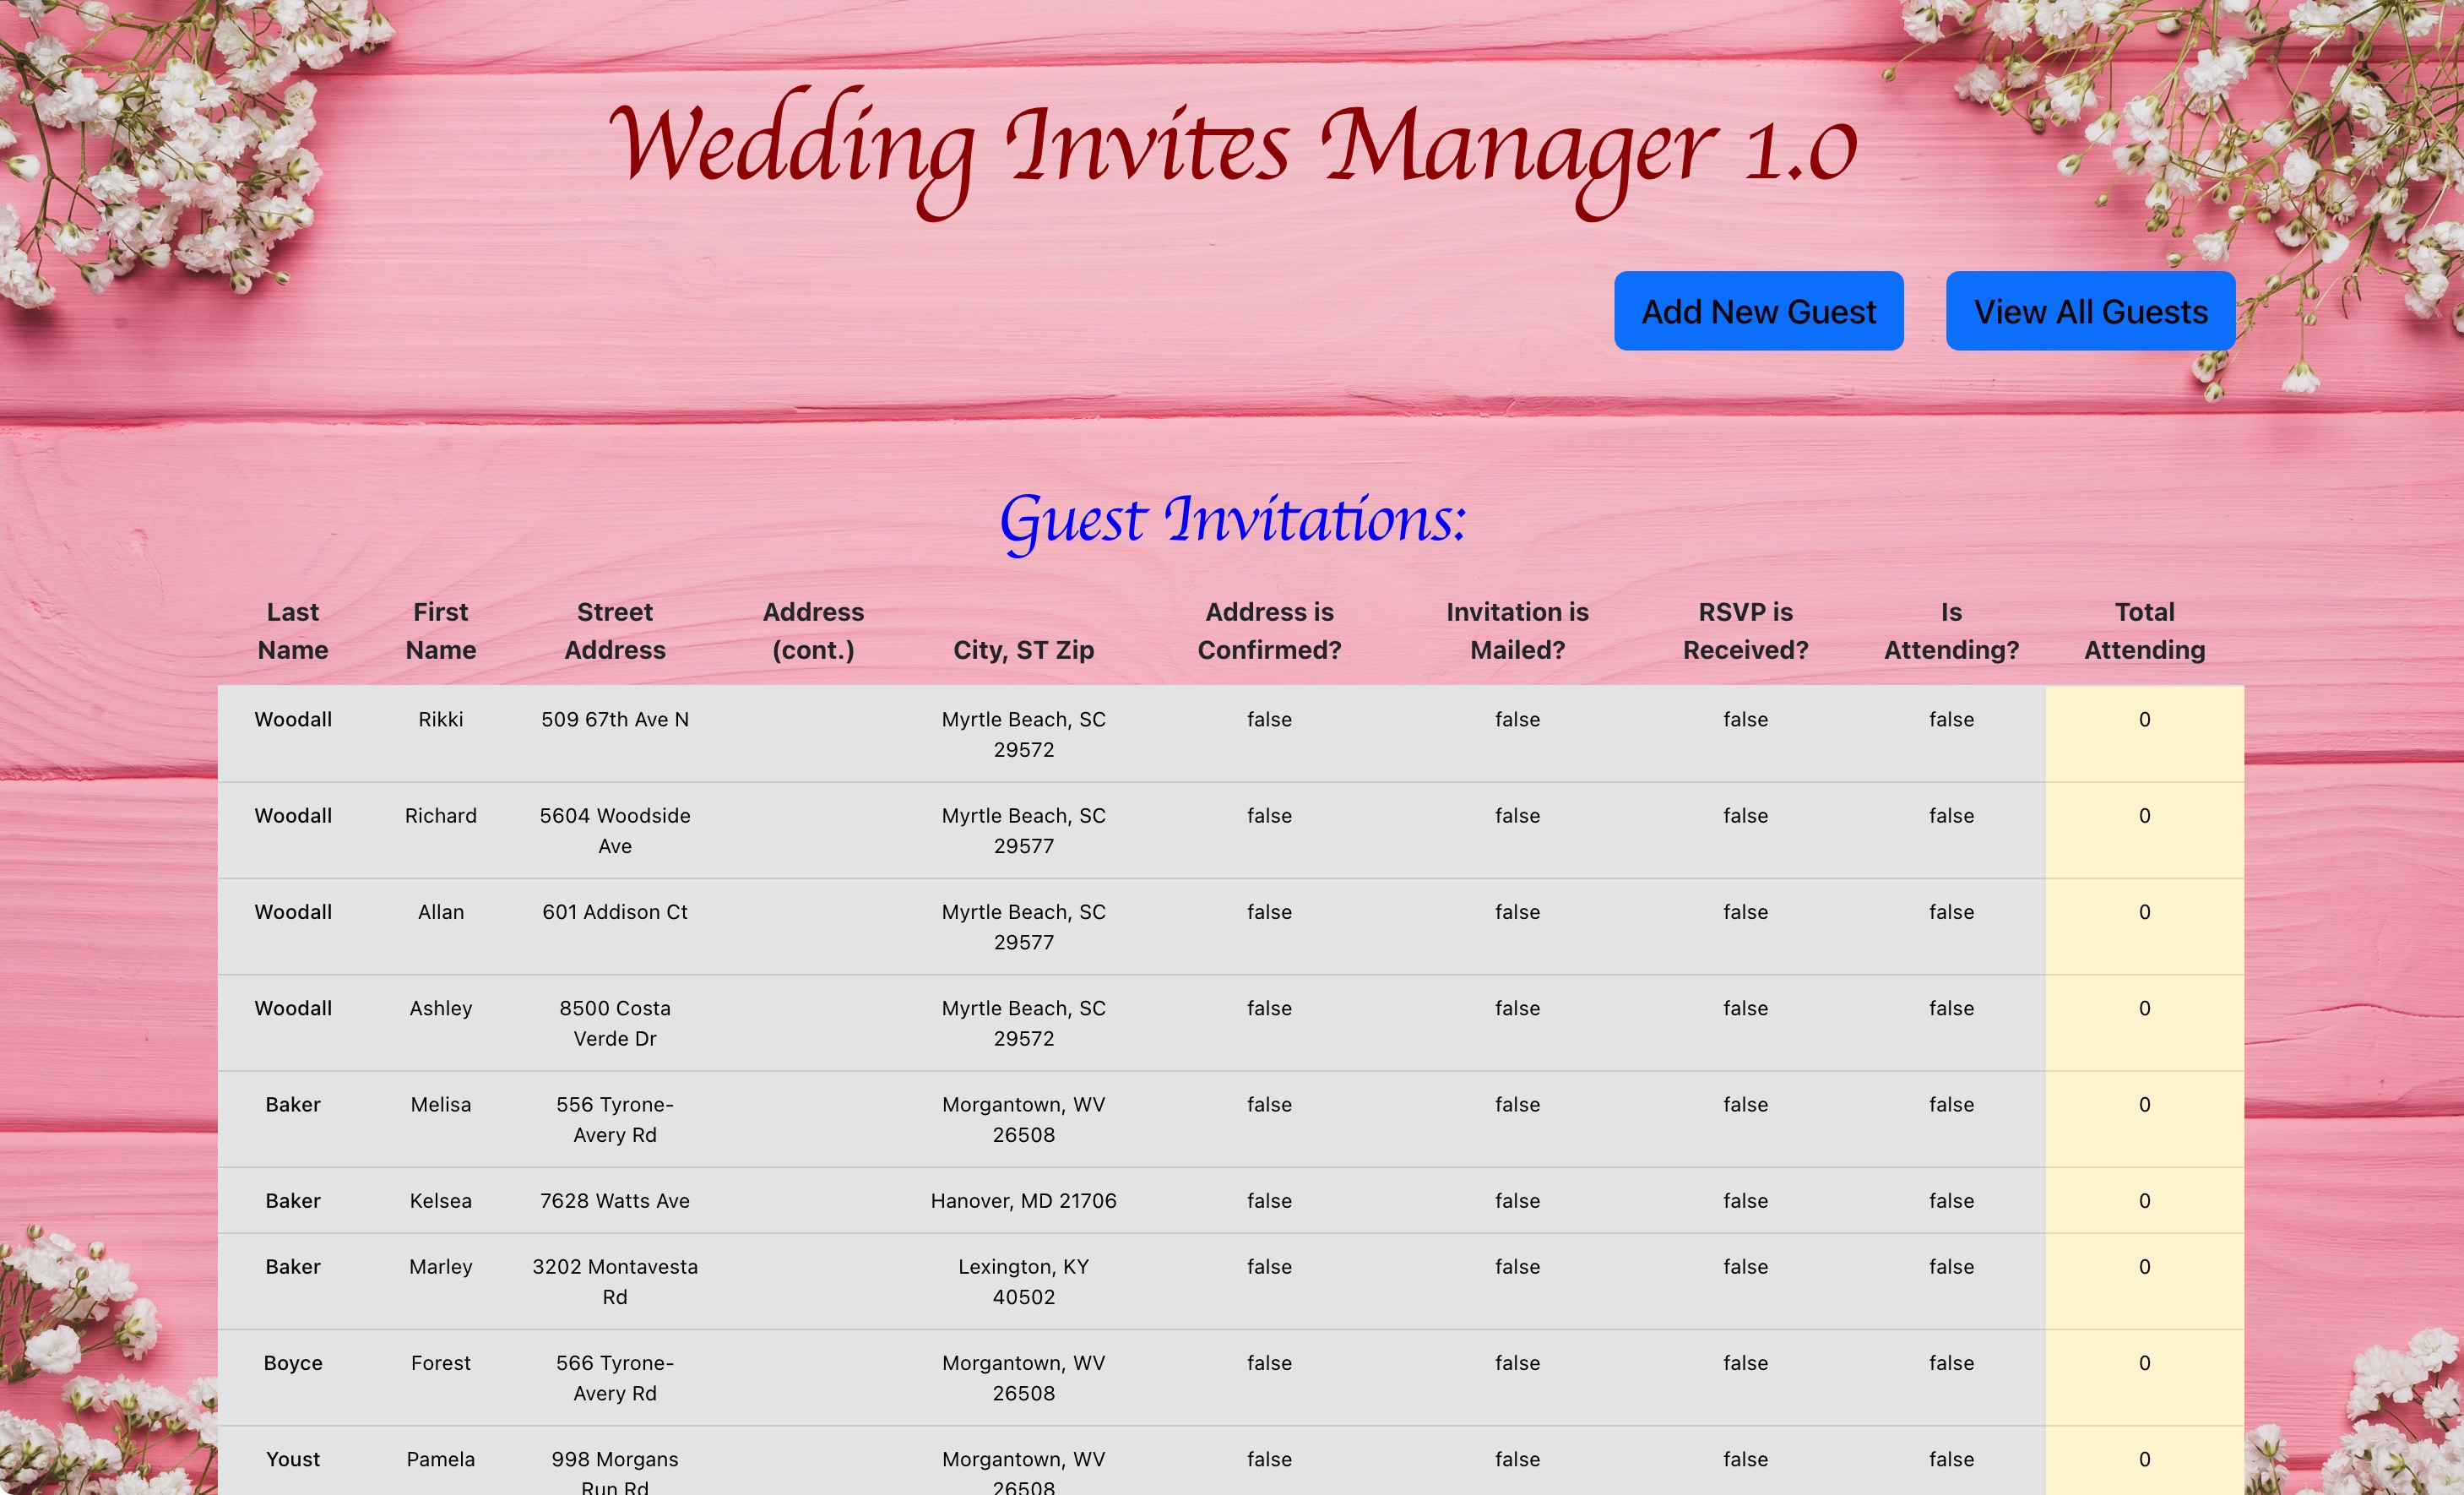 Wedding Invites Manager 1.0
Add New Guest View All Guests
Guest Invitations:
Last First Street Address Address is Invitation is RSVP is Is Total
Name Name Address (cont.) City, ST Zip Confirmed? Mailed? Received? Attending? Attending
Woodall Rikki 509 67th Ave N Myrtle Beach, SC false false false false 0
29572
Woodall Richard 5604 Woodside Myrtle Beach, SC false false false false 0
Ave 29577
Woodall Allan 601 Addison Ct Myrtle Beach, SC false false false false 0
29577
Woodall Ashley 8500 Costa Myrtle Beach, SC false false false false 0
Verde Dr 29572
Baker Melisa 556 Tyrone- Morgantown, WV false false false false 0
Avery Rd 26508
Baker Kelsea 7628 Watts Ave Hanover, MD 21706 false false false false 0
Baker Marley 3202 Montavesta Lexington, KY false false false false 0
Rd 40502
Boyce Forest 566 Tyrone- Morgantown, WV false false false false 0
Avery Rd 26508
Youst Pamela 998 Morgans Morgantown, WV false false false false 0
Run Rd 26508